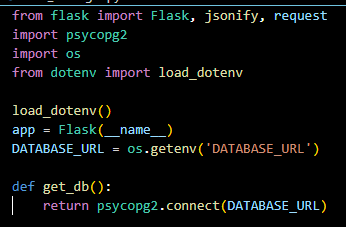 from flask import Flask, jsonify, request
import psycopg2
import os
from dotenv import load_dotenv

load_dotenv()
app = Flask(__name__)
DATABASE_URL = os.getenv('DATABASE_URL')

def get_db():
    return psycopg2.connect(DATABASE_URL)